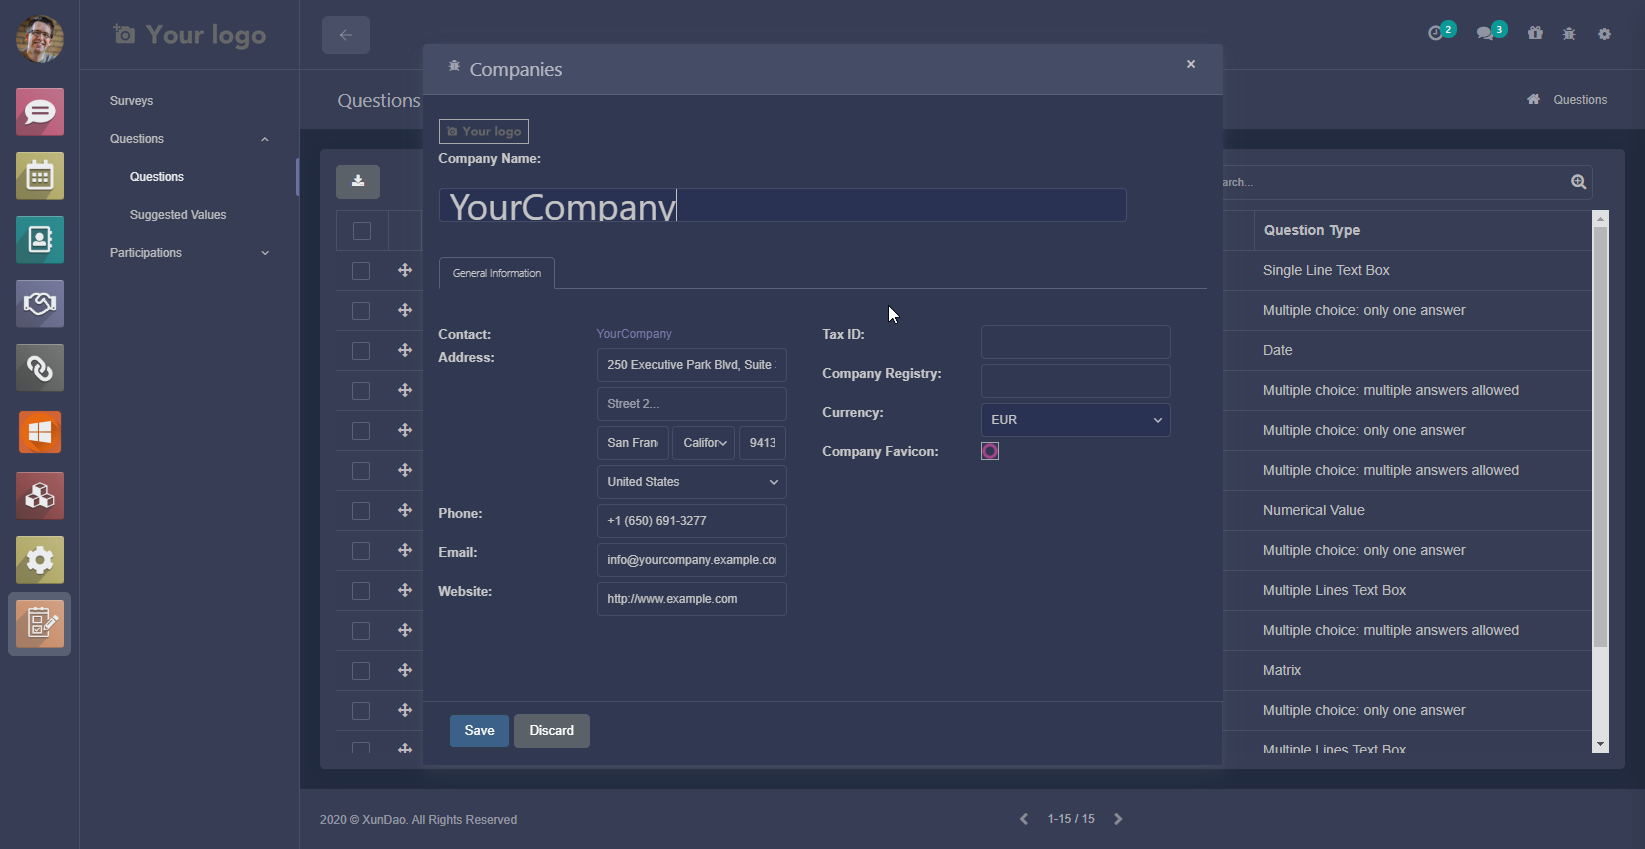 Your logo
2
3
Companies
×
Surveys
Questions
Questions
Questions
Your logo
Questions
Company Name:
Questions
Suggested Values
arch...
YourCompany
Participations
Question Type
General Information
Single Line Text Box
Multiple choice: only one answer
Contact:
YourCompany
Tax ID:
Address:
250 Executive Park Blvd, Suite
Date
Company Registry:
Street 2...
Multiple choice: multiple answers allowed
Currency:
EUR
Multiple choice: only one answer
San Fran
Califor
9413
Company Favicon:
Multiple choice: multiple answers allowed
United States
Phone:
+1 (650) 691-3277
Numerical Value
Email:
info@yourcompany.example.co
Multiple choice: only one answer
Website:
http://www.example.com
Multiple Lines Text Box
Multiple choice: multiple answers allowed
Matrix
Multiple choice: only one answer
Save
Discard
Multiple Lines Text Box
2020 © XunDao. All Rights Reserved
1-15 / 15